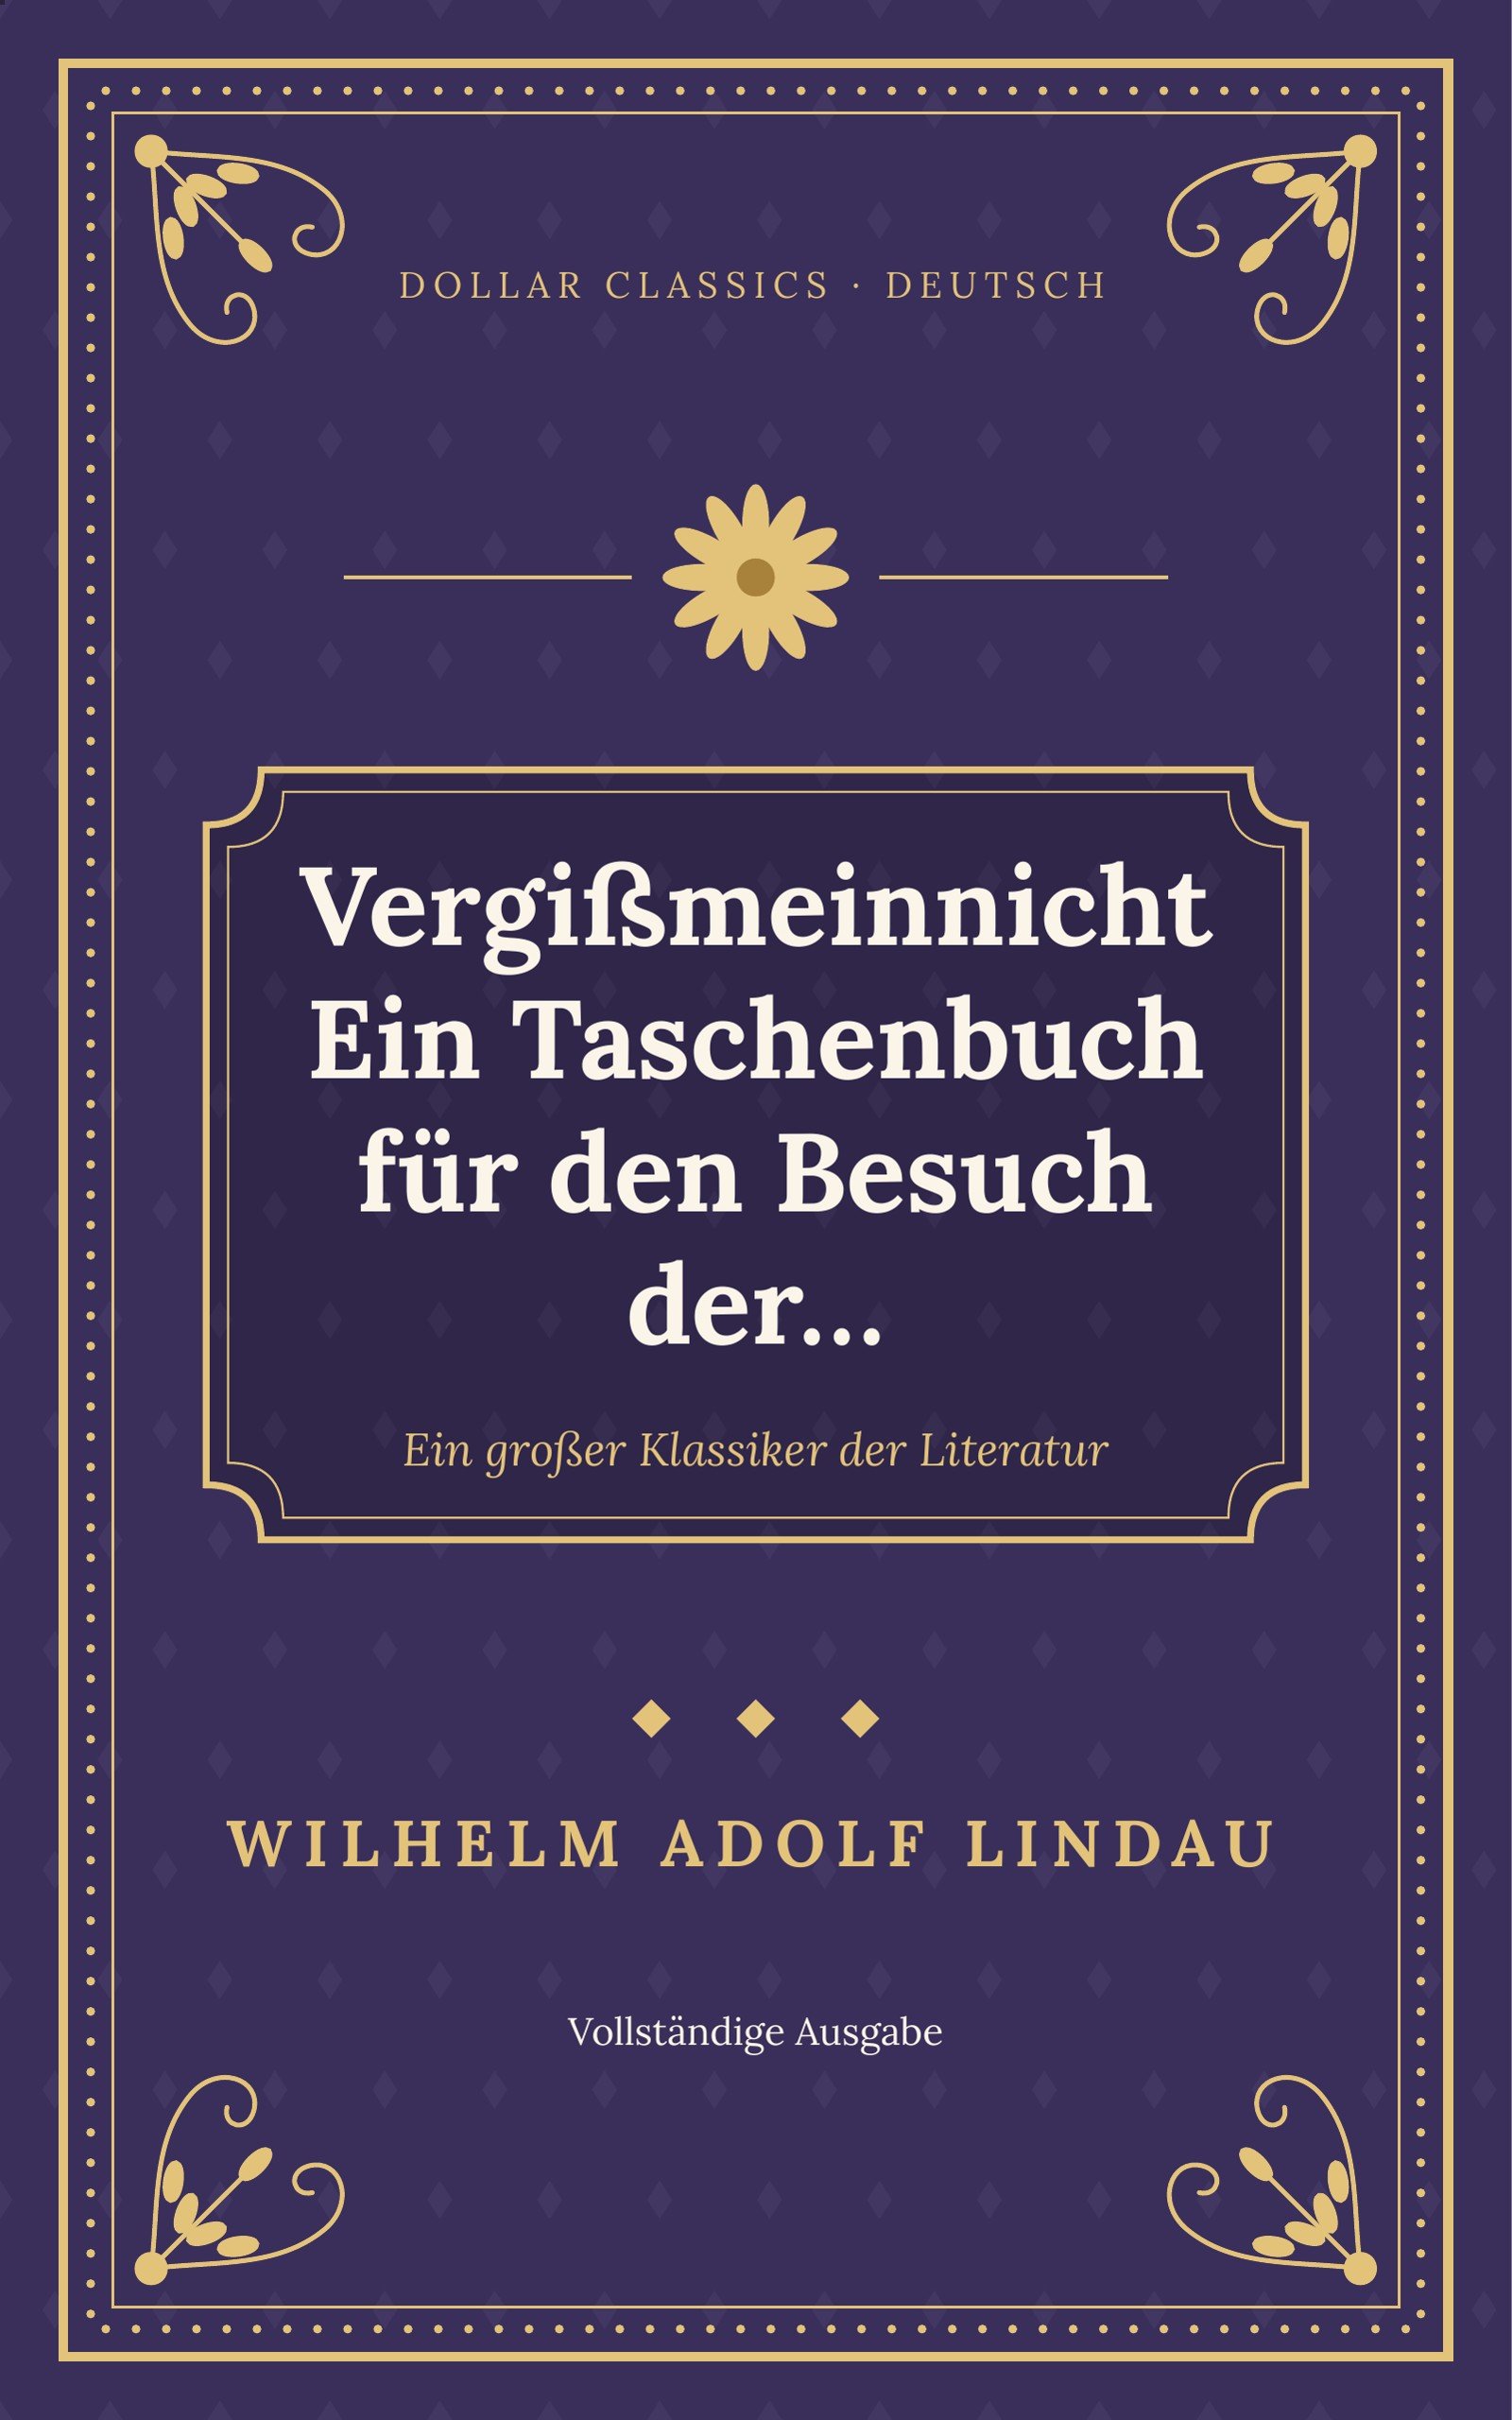 DOLLAR CLASSICS · DEUTSCH
Vergißmeinnicht
Ein Taschenbuch
für den Besuch
der...
Ein großer Klassiker der Literatur
WILHELM ADOLF LINDAU
Vollständige Ausgabe